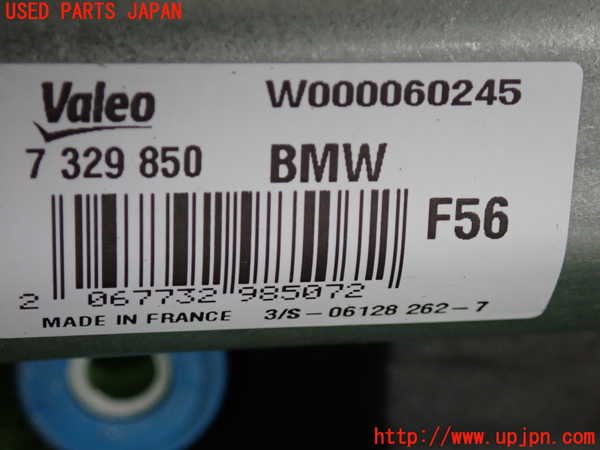 USED PARTS JAPAN
Valeo W000060245
7 329 850 BMW
F56
2 067732 985072
MADE IN FRANCE 3/S-06128 262-7
http://www.upjpn.com/